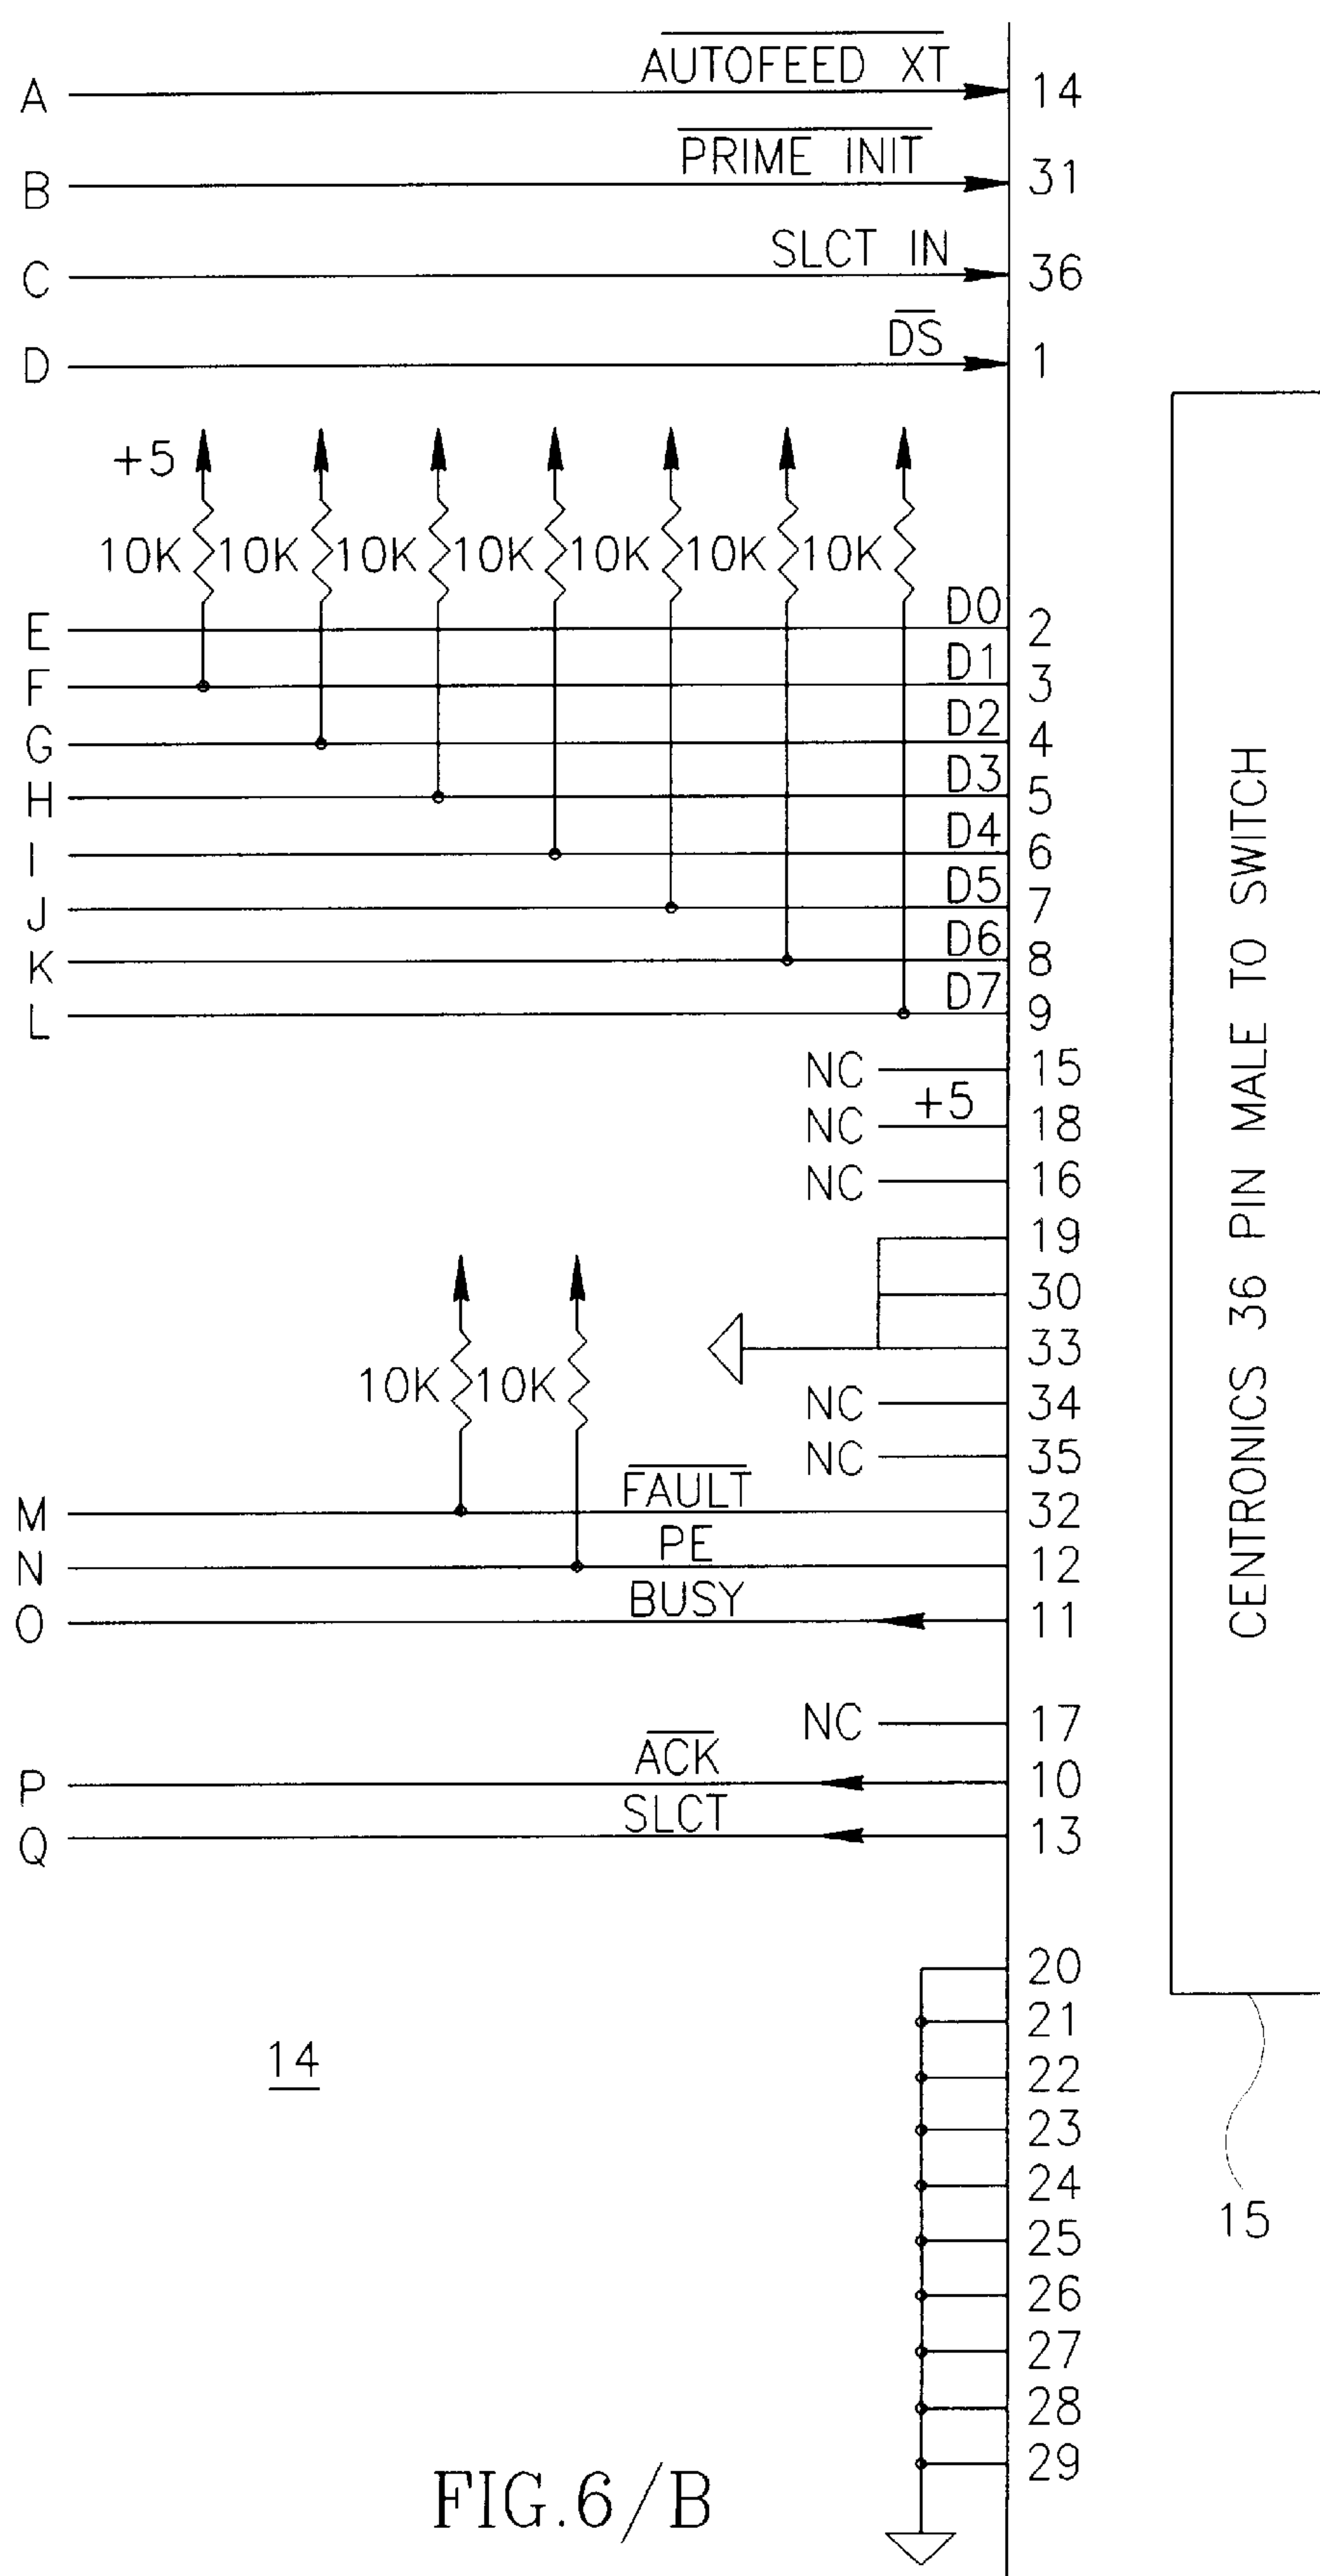 A AUTOFEED XT 14
B PRIME INIT 31
C SLCT IN 36
D DS 1
+5
10K 10K 10K 10K 10K 10K 10K
E D0 2
F D1 3
G D2 4
H D3 5
I D4 6
J D5 7
K D6 8
L D7 9
NC 15
+5
NC 18
NC 16
19
30
33
10K 10K
NC 34
NC 35
M FAULT 32
N PE 12
O BUSY 11
NC 17
P ACK 10
Q SLCT 13
20
21
22
23
24
25
26
27
28
29
CENTRONICS 36 PIN MALE TO SWITCH
14
15
FIG.6/B